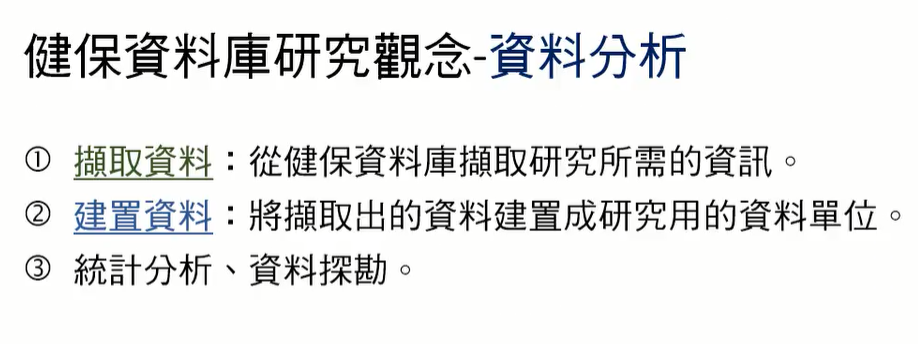 健保資料庫研究觀念-資料分析
① 擷取資料：從健保資料庫擷取研究所需的資訊。
② 建置資料：將擷取出的資料建置成研究用的資料單位。
③ 統計分析、資料探勘。